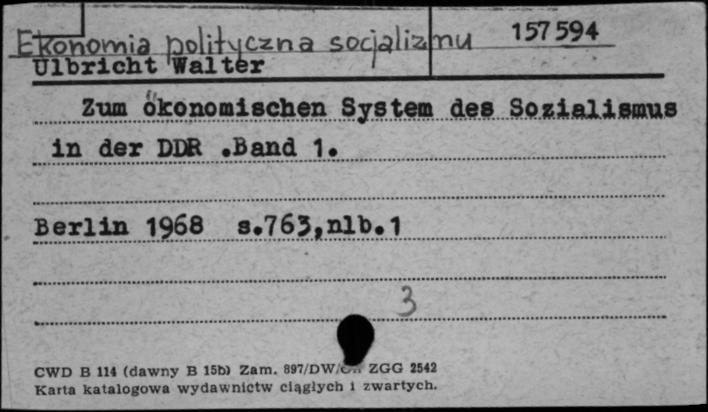 Ekonomia polityczna socjalizmu 157594
Ulbricht Walter
Zum ökonomischen System des Sozialismus
in der DDR .Band 1.
Berlin 1968 s.763,nlb.1
3
CWD B 114 (dawny B 15b) Zam. 897/DW/ ZGG 2542
Karta katalogowa wydawnictw ciągłych i zwartych.